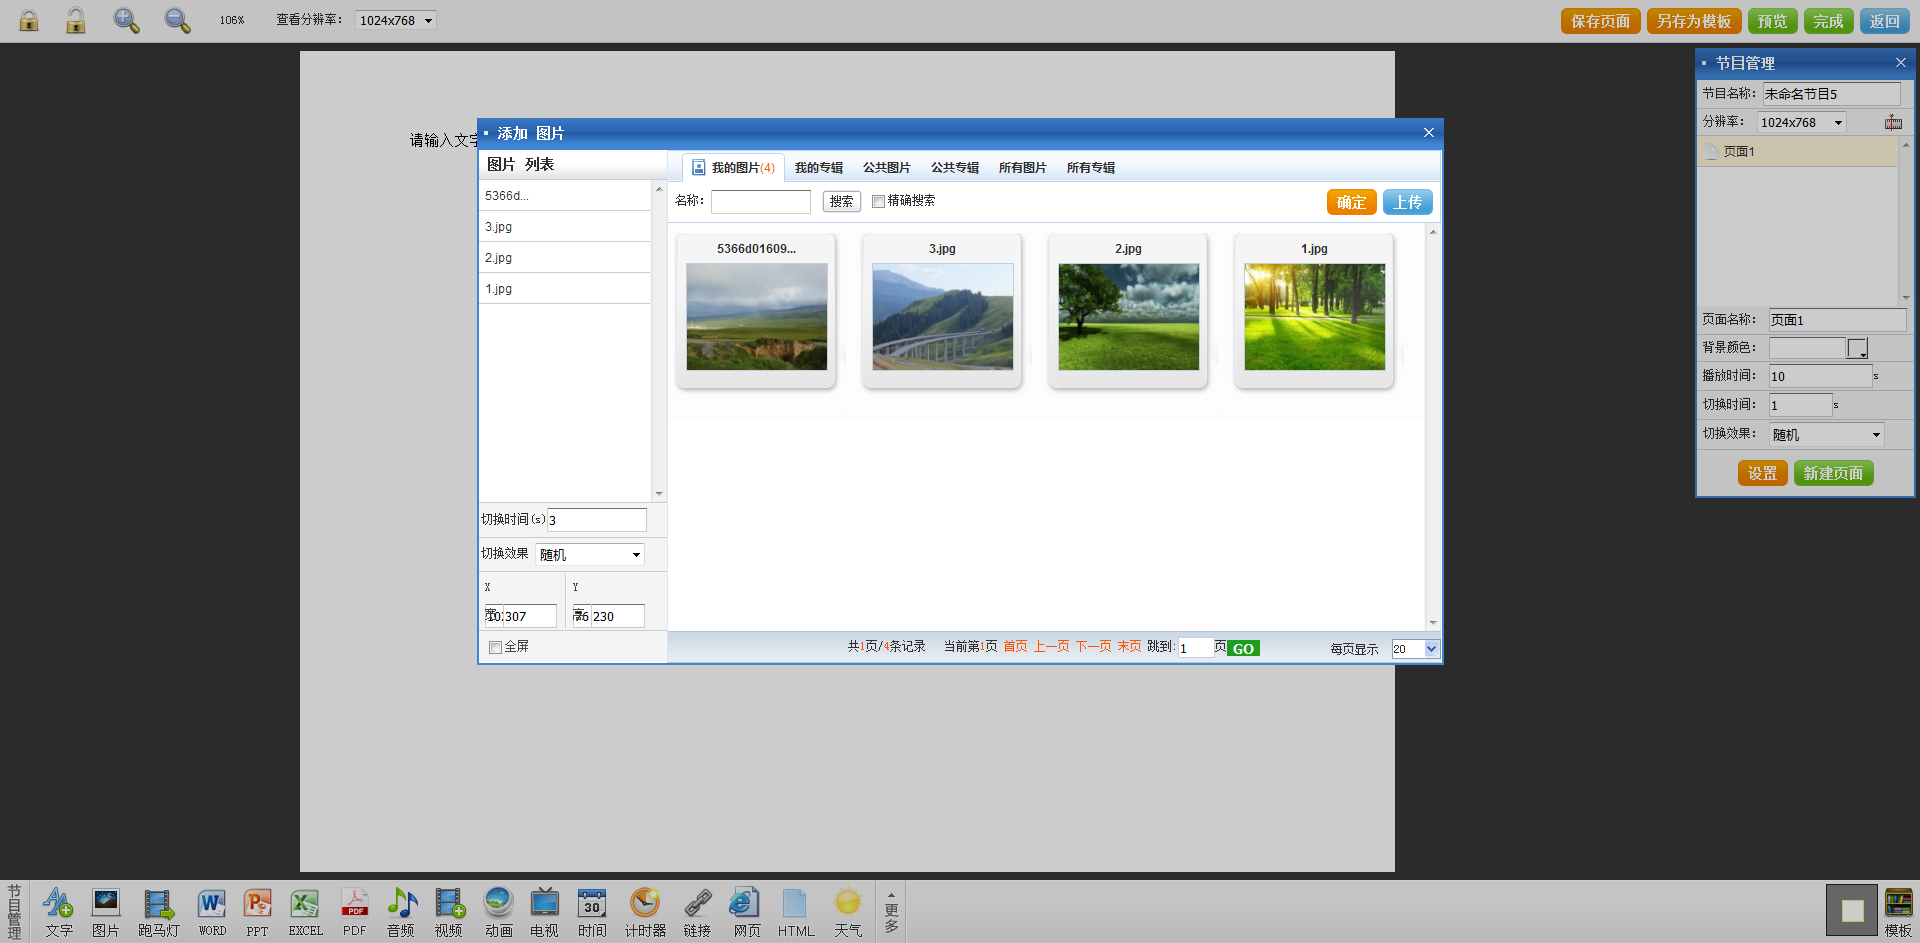 106%
查看分辨率：
1024x768
保存页面
另存为模板
预览
完成
返回
请输入文字
添加 图片
图片 列表
5366d...
3.jpg
2.jpg
1.jpg
切换时间(s)
3
切换效果
随机
X
Y
宽
307
高
230
全屏
我的图片(4)
我的专辑
公共图片
公共专辑
所有图片
所有专辑
名称：
搜索
精确搜索
确定
上传
5366d01609...
3.jpg
2.jpg
1.jpg
共1页/4条记录
当前第1页
首页
上一页
下一页
末页
跳到：
1
页
GO
每页显示
20
节目管理
节目名称：
未命名节目5
分辨率：
1024x768
页面1
页面名称：
页面1
背景颜色：
播放时间：
10
s
切换时间：
1
s
切换效果：
随机
设置
新建页面
节目管理
文字
图片
跑马灯
WORD
PPT
EXCEL
PDF
PDF
音频
视频
动画
电视
30
时间
计时器
链接
网页
HTML
天气
更多
模板